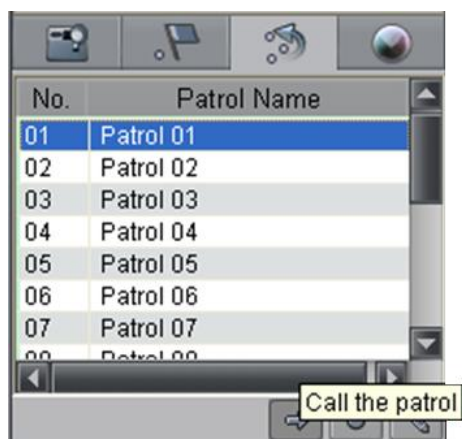 No. Patrol Name
01 Patrol 01
02 Patrol 02
03 Patrol 03
04 Patrol 04
05 Patrol 05
06 Patrol 06
07 Patrol 07
Call the patrol